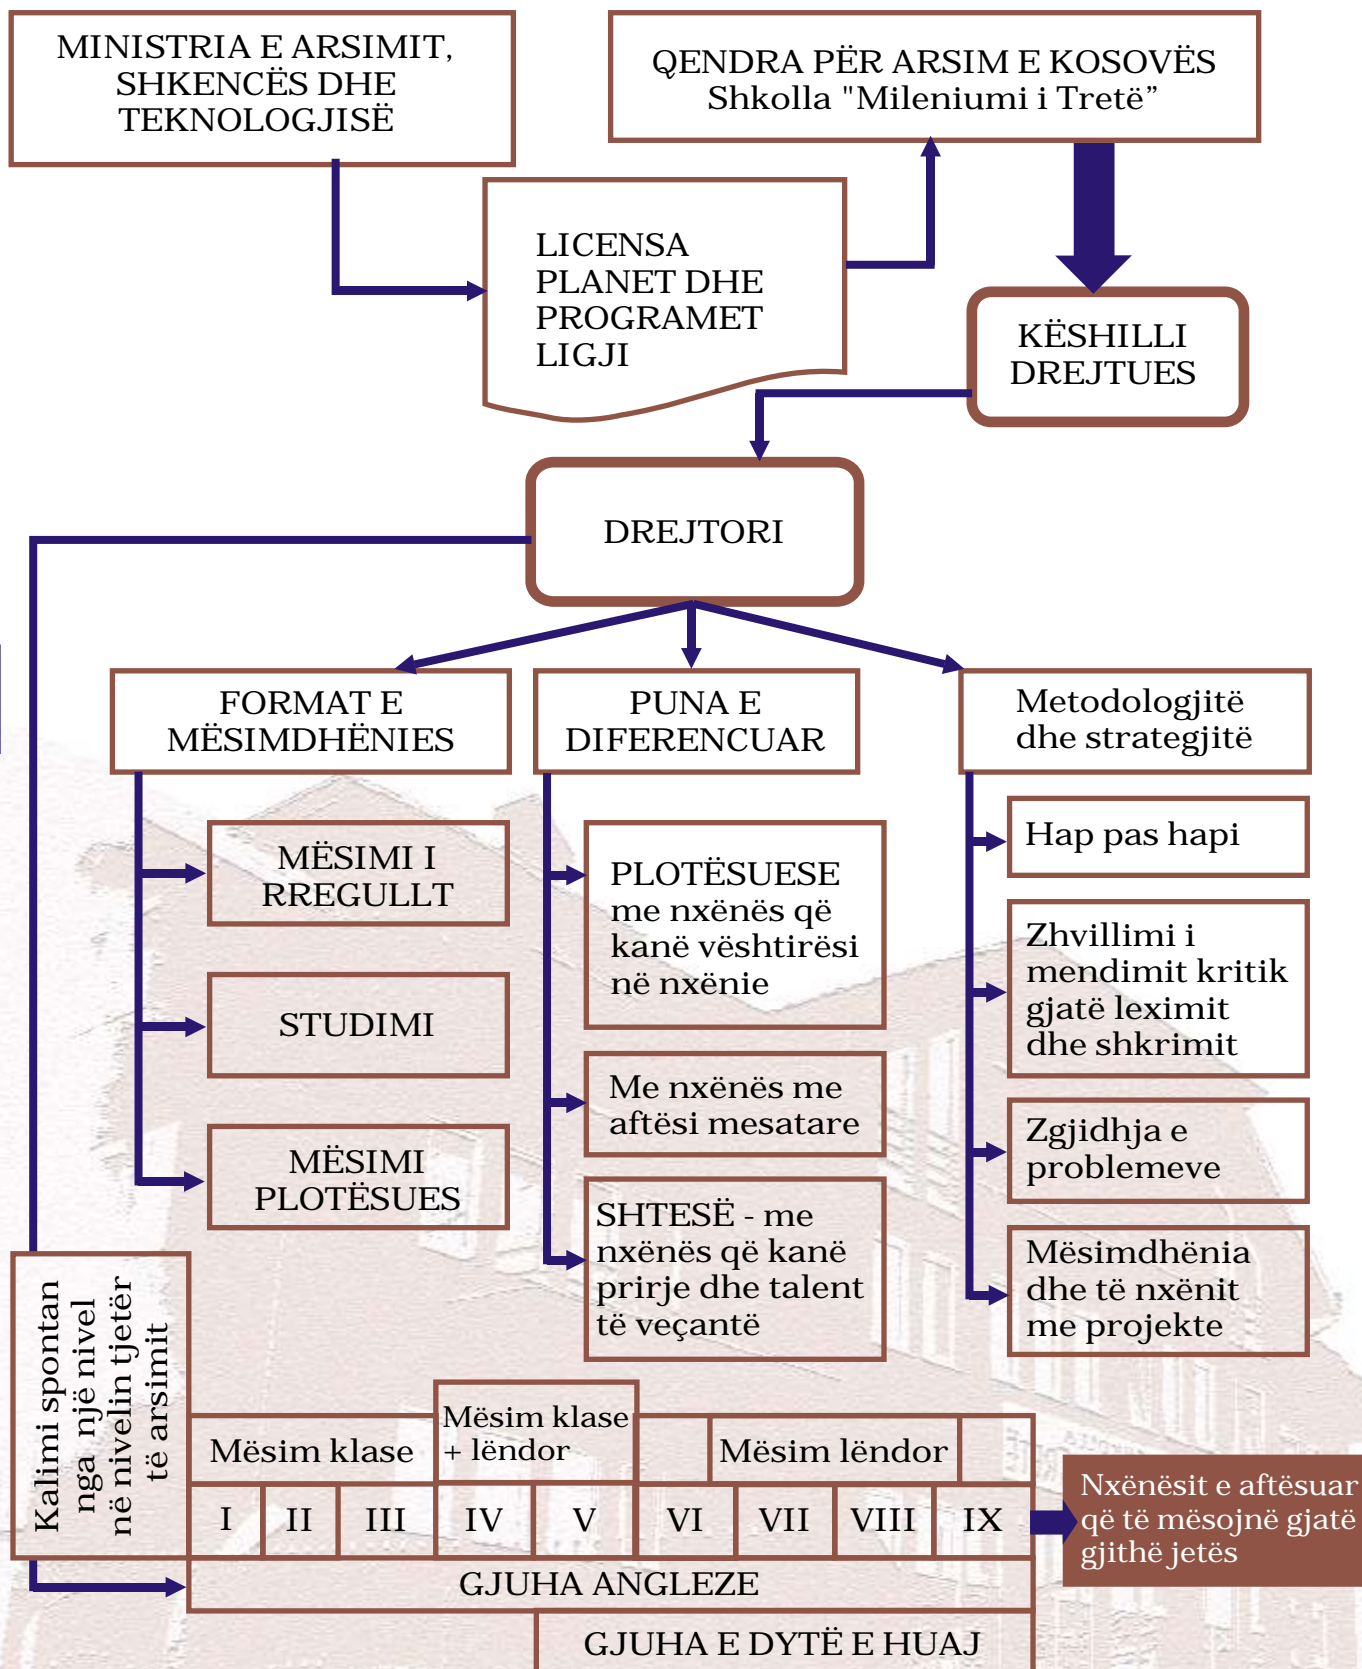 MINISTRIA E ARSIMIT,
SHKENCËS DHE
TEKNOLOGJISË
QENDRA PËR ARSIM E KOSOVËS
Shkolla "Mileniumi i Tretë”
LICENSA
PLANET DHE
PROGRAMET
LIGJI
KËSHILLI
DREJTUES
DREJTORI
FORMAT E
MËSIMDHËNIES
MËSIMI I
RREGULLT
STUDIMI
MËSIMI
PLOTËSUES
PUNA E
DIFERENCUAR
PLOTËSUESE
me nxënës që
kanë vështirësi
në nxënie
Me nxënës me
aftësi mesatare
SHTESË - me
nxënës që kanë
prirje dhe talent
të veçantë
Metodologjitë
dhe strategjitë
Hap pas hapi
Zhvillimi i
mendimit kritik
gjatë leximit
dhe shkrimit
Zgjidhja e
problemeve
Mësimdhënia
dhe të nxënit
me projekte
Kalimi spontan
nga një nivel
në nivelin tjetër
të arsimit
Mësim klase
Mësim klase
+ lëndor
Mësim lëndor
I II III IV V VI VII VIII IX
GJUHA ANGLEZE
GJUHA E DYTË E HUAJ
Nxënësit e aftësuar
që të mësojnë gjatë
gjithë jetës